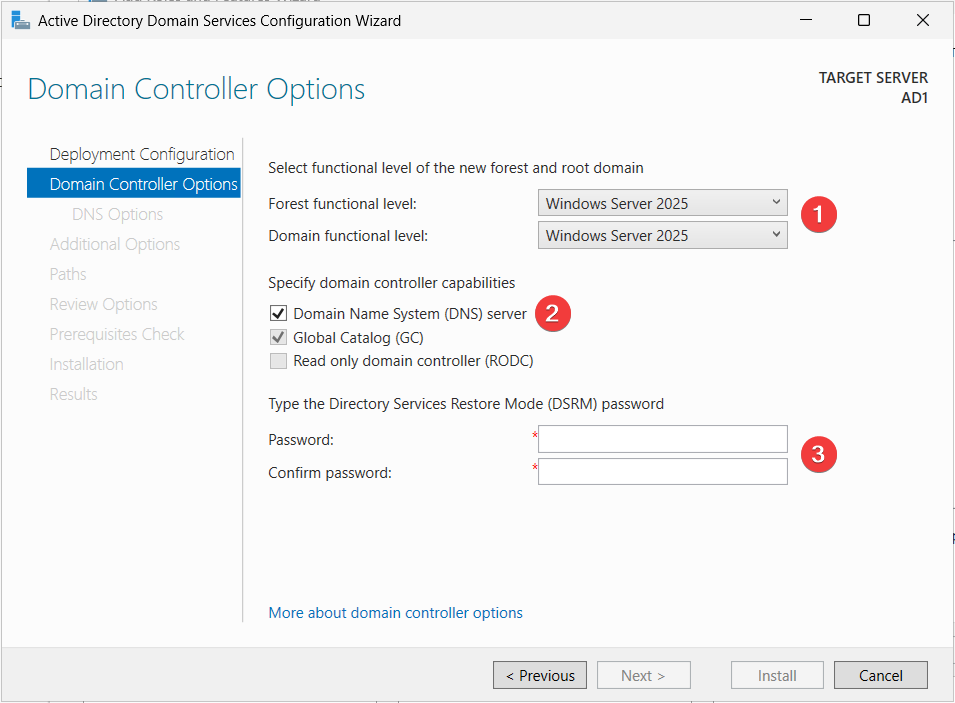 Active Directory Domain Services Configuration Wizard
Domain Controller Options
TARGET SERVER
AD1
Deployment Configuration
Domain Controller Options
DNS Options
Additional Options
Paths
Review Options
Prerequisites Check
Installation
Results
Select functional level of the new forest and root domain
Forest functional level: Windows Server 2025
1
Domain functional level: Windows Server 2025
Specify domain controller capabilities
Domain Name System (DNS) server 2
Global Catalog (GC)
Read only domain controller (RODC)
Type the Directory Services Restore Mode (DSRM) password
Password: *
3
Confirm password: *
More about domain controller options
< Previous Next > Install Cancel